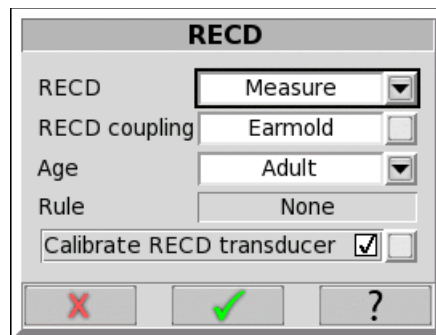 RECD
RECD Measure
RECD coupling Earmold
Age Adult
Rule None
Calibrate RECD transducer
?